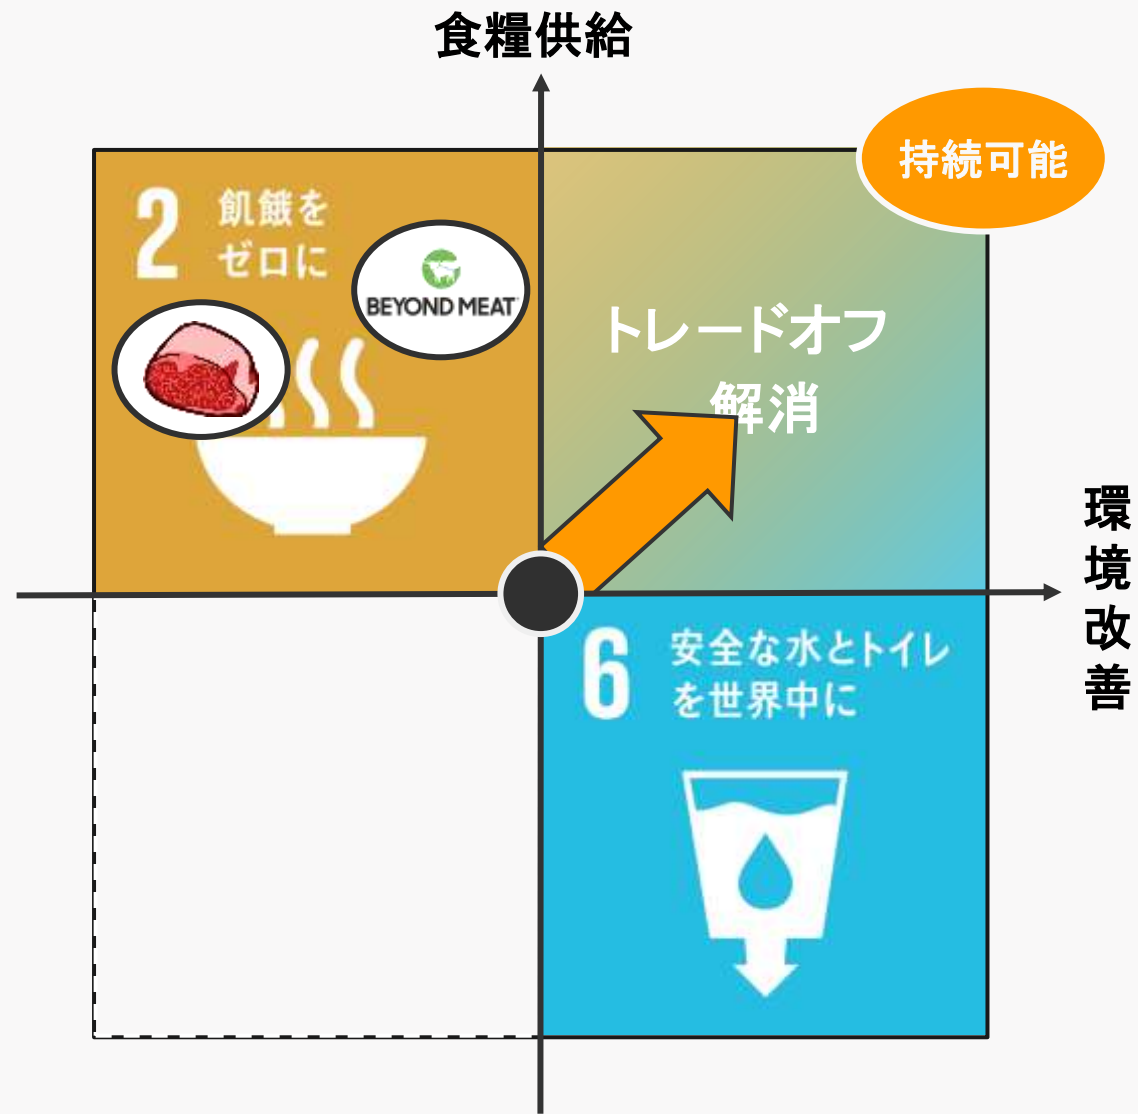 食糧供給
持続可能
2
飢餓を
ゼロに
BEYOND MEAT
トレードオフ
解消
環境改善
6
安全な水とトイレ
を世界中に